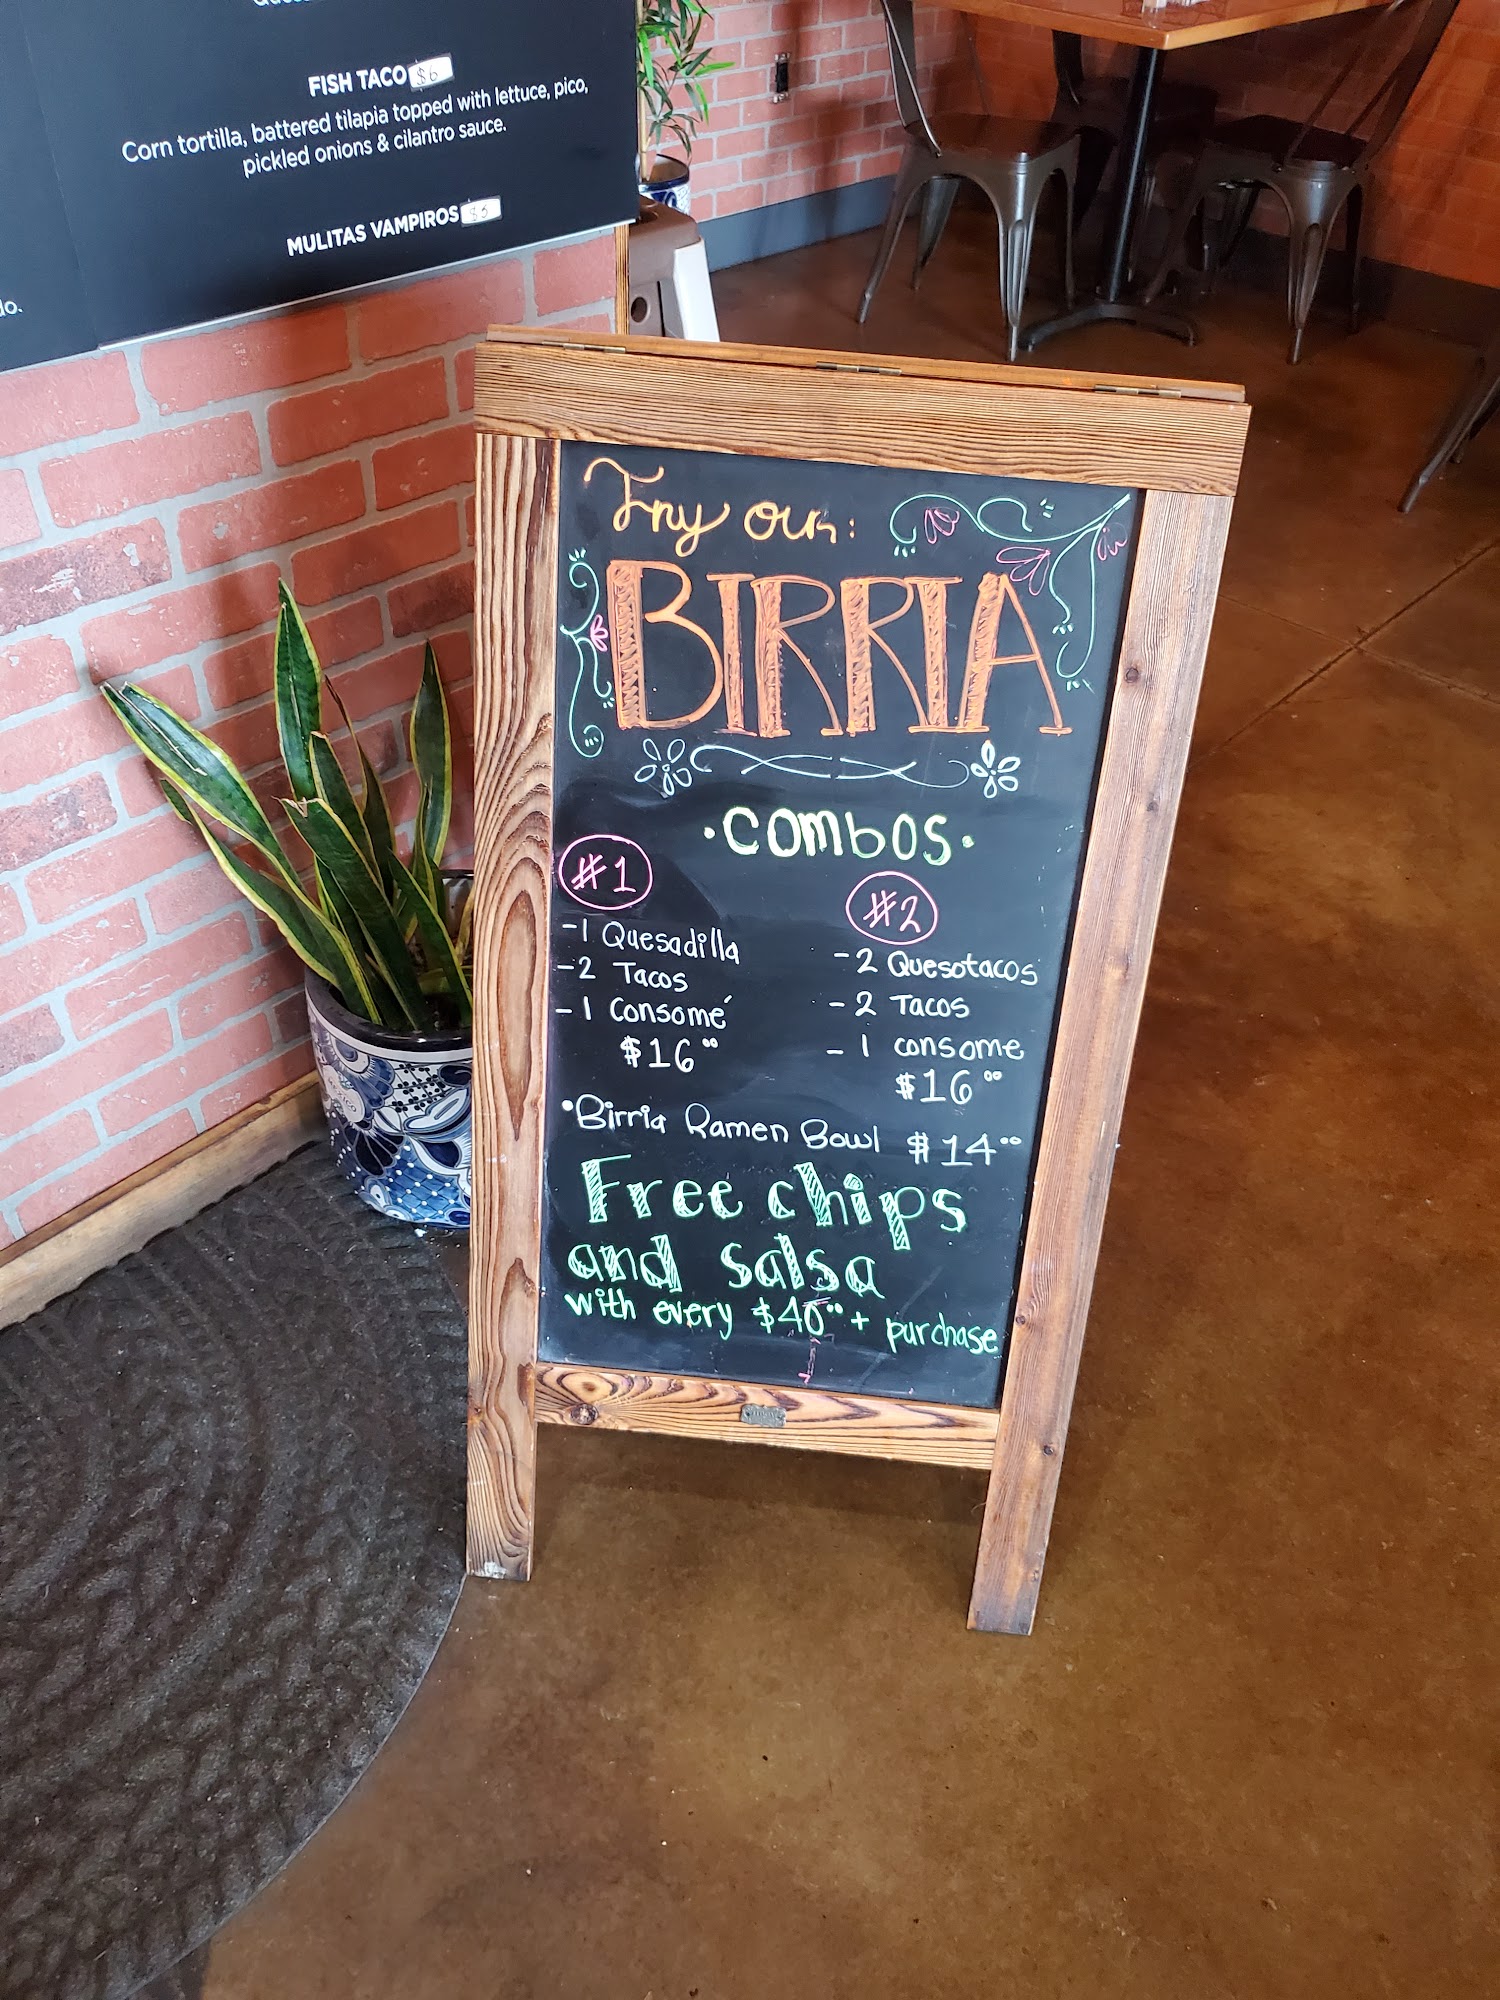 FISH TACO $6
Corn tortilla, battered tilapia topped with lettuce, pico,
pickled onions & cilantro sauce.
MULITAS VAMPIROS $5
Try our:
BIRRIA
·COMBOS·
#1
-1 Quesadilla
-2 Tacos
-1 Consomé
$16⁰⁰
#2
-2 Quesotacos
-2 Tacos
-1 consome
$16⁰⁰
•Birria Ramen Bowl $14⁰⁰
Free chips
and salsa
with every $40⁰⁰+ purchase